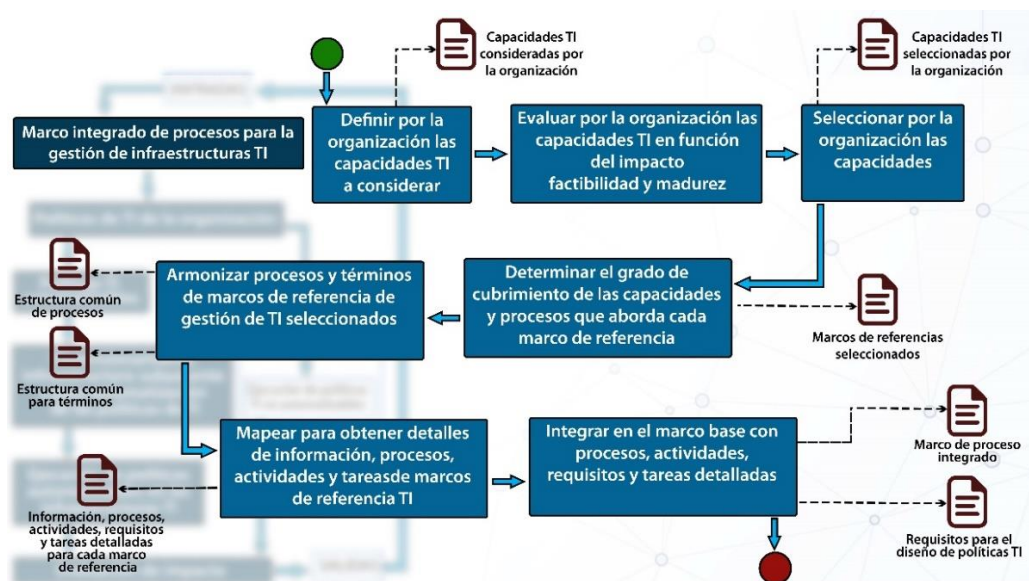 Capacidades TI
consideradas por
la organización
Capacidades TI
seleccionadas por
la organización
Marco integrado de procesos para la
gestión de infraestructuras TI
Definir por la
organización las
capacidades TI
a considerar
Evaluar por la organización las
capacidades TI en función
del impacto
factibilidad y madurez
Seleccionar por la
organización las
capacidades
Políticas de TI de la organización
Estructura común
de procesos
Armonizar procesos y términos
de marcos de referencia de
gestión de TI seleccionados
Determinar el grado de
cubrimiento de las capacidades
y procesos que aborda cada
marco de referencia
Marcos de referencias
seleccionados
Estructura común
para términos
Mapear para obtener detalles
de información, procesos,
actividades y tareasde marcos
de referencia TI
Integrar en el marco base con
procesos, actividades,
requisitos y tareas detalladas
Marco de proceso
integrado
Información, procesos,
actividades, requisitos
y tareas detalladas
para cada marco
de referencia
Requisitos para el
diseño de políticas TI